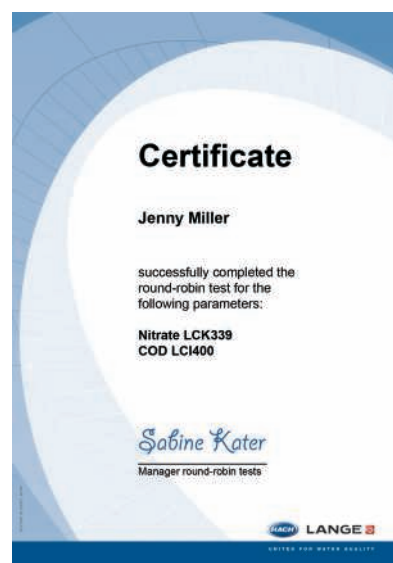 Certificate
Jenny Miller
successfully completed the
round-robin test for the
following parameters:
Nitrate LCK339
COD LCI400
Sabine Kater
Manager round-robin tests
HACH LANGE
UNITED FOR WATER QUALITY